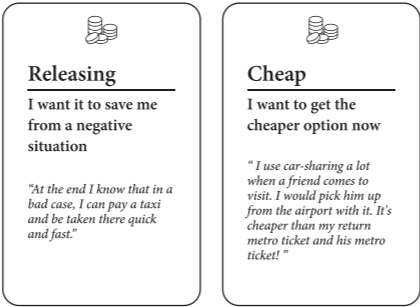 Releasing
I want it to save me
from a negative
situation
"At the end I know that in a
bad case, I can pay a taxi
and be taken there quick
and fast."
Cheap
I want to get the
cheaper option now
" I use car-sharing a lot
when a friend comes to
visit. I would pick him up
from the airport with it. It's
cheaper than my return
metro ticket and his metro
ticket! "